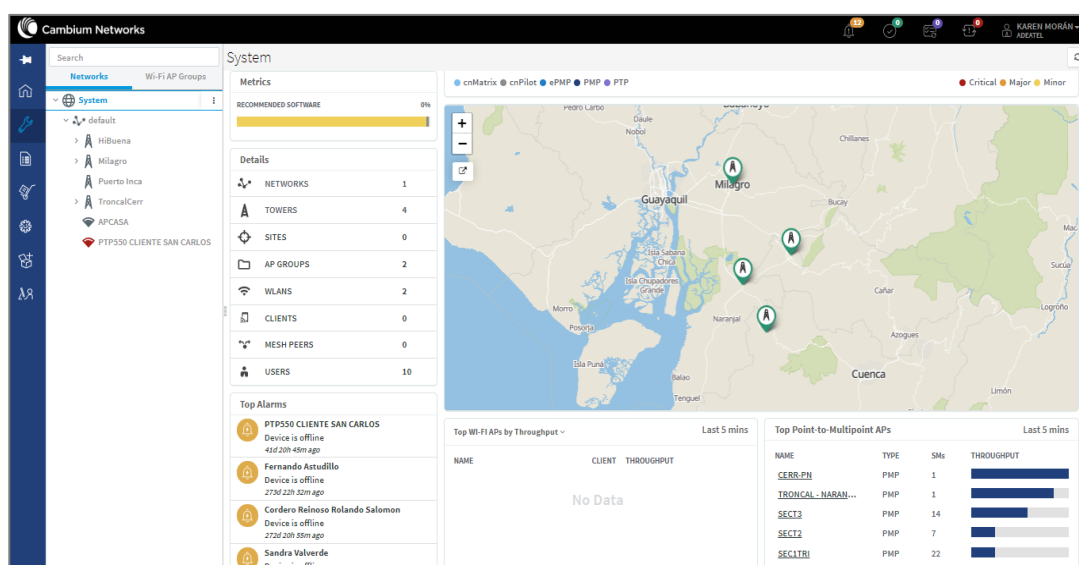 Cambium Networks
12
0
0
0
KAREN MORÁN
ADEATEL
Search
Networks
Wi-Fi AP Groups
System
default
HiBuena
Milagro
Puerto Inca
TroncalCerr
APCASA
PTP550 CLIENTE SAN CARLOS
System
Metrics
RECOMMENDED SOFTWARE 0%
Details
NETWORKS 1
TOWERS 4
SITES 0
AP GROUPS 2
WLANS 2
CLIENTS 0
MESH PEERS 0
USERS 10
Top Alarms
PTP550 CLIENTE SAN CARLOS
Device is offline
41d 20h 45m ago
Fernando Astudillo
Device is offline
273d 22h 32m ago
Cordero Reinoso Rolando Salomon
Device is offline
272d 20h 55m ago
Sandra Valverde
cnMatrix cnPilot ePMP PMP PTP
Critical Major Minor
+
−
Pedro Carbo
Daule
Nobol
Chillanes
Milagro
Guayaquil
Bucay
Mac
Isla Sabana
Chica
Sucúa
Isla Chupadores
Grande
Cañar
Morro
Logroño
Posorja
Naranjal
Azogues
Isla Puná
Cuenca
Balao
Limón
Tenguel
Top WI-FI APs by Throughput
Last 5 mins
NAME CLIENT THROUGHPUT
No Data
Top Point-to-Multipoint APs
Last 5 mins
NAME TYPE SMs THROUGHPUT
CERR-PN PMP 1
TRONCAL - NARAN... PMP 1
SECT3 PMP 14
SECT2 PMP 7
SEC1TRI PMP 22